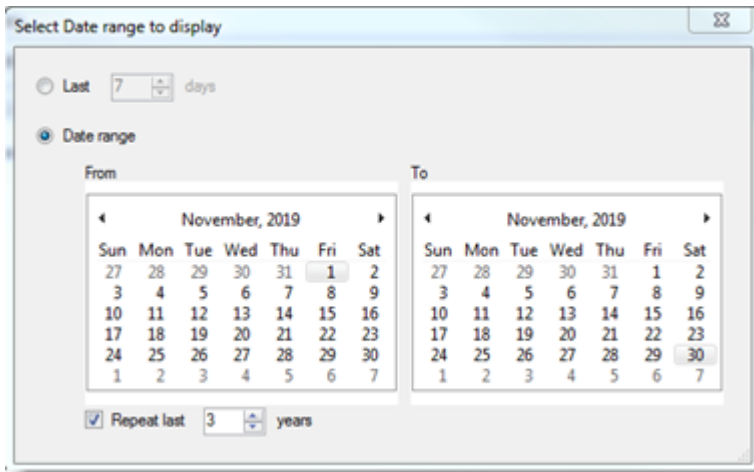 Select Date range to display
Last 7 days
Date range
From To
November, 2019 November, 2019
Sun Mon Tue Wed Thu Fri Sat Sun Mon Tue Wed Thu Fri Sat
27 28 29 30 31 1 2 27 28 29 30 31 1 2
3 4 5 6 7 8 9 3 4 5 6 7 8 9
10 11 12 13 14 15 16 10 11 12 13 14 15 16
17 18 19 20 21 22 23 17 18 19 20 21 22 23
24 25 26 27 28 29 30 24 25 26 27 28 29 30
1 2 3 4 5 6 7 1 2 3 4 5 6 7
Repeat last 3 years